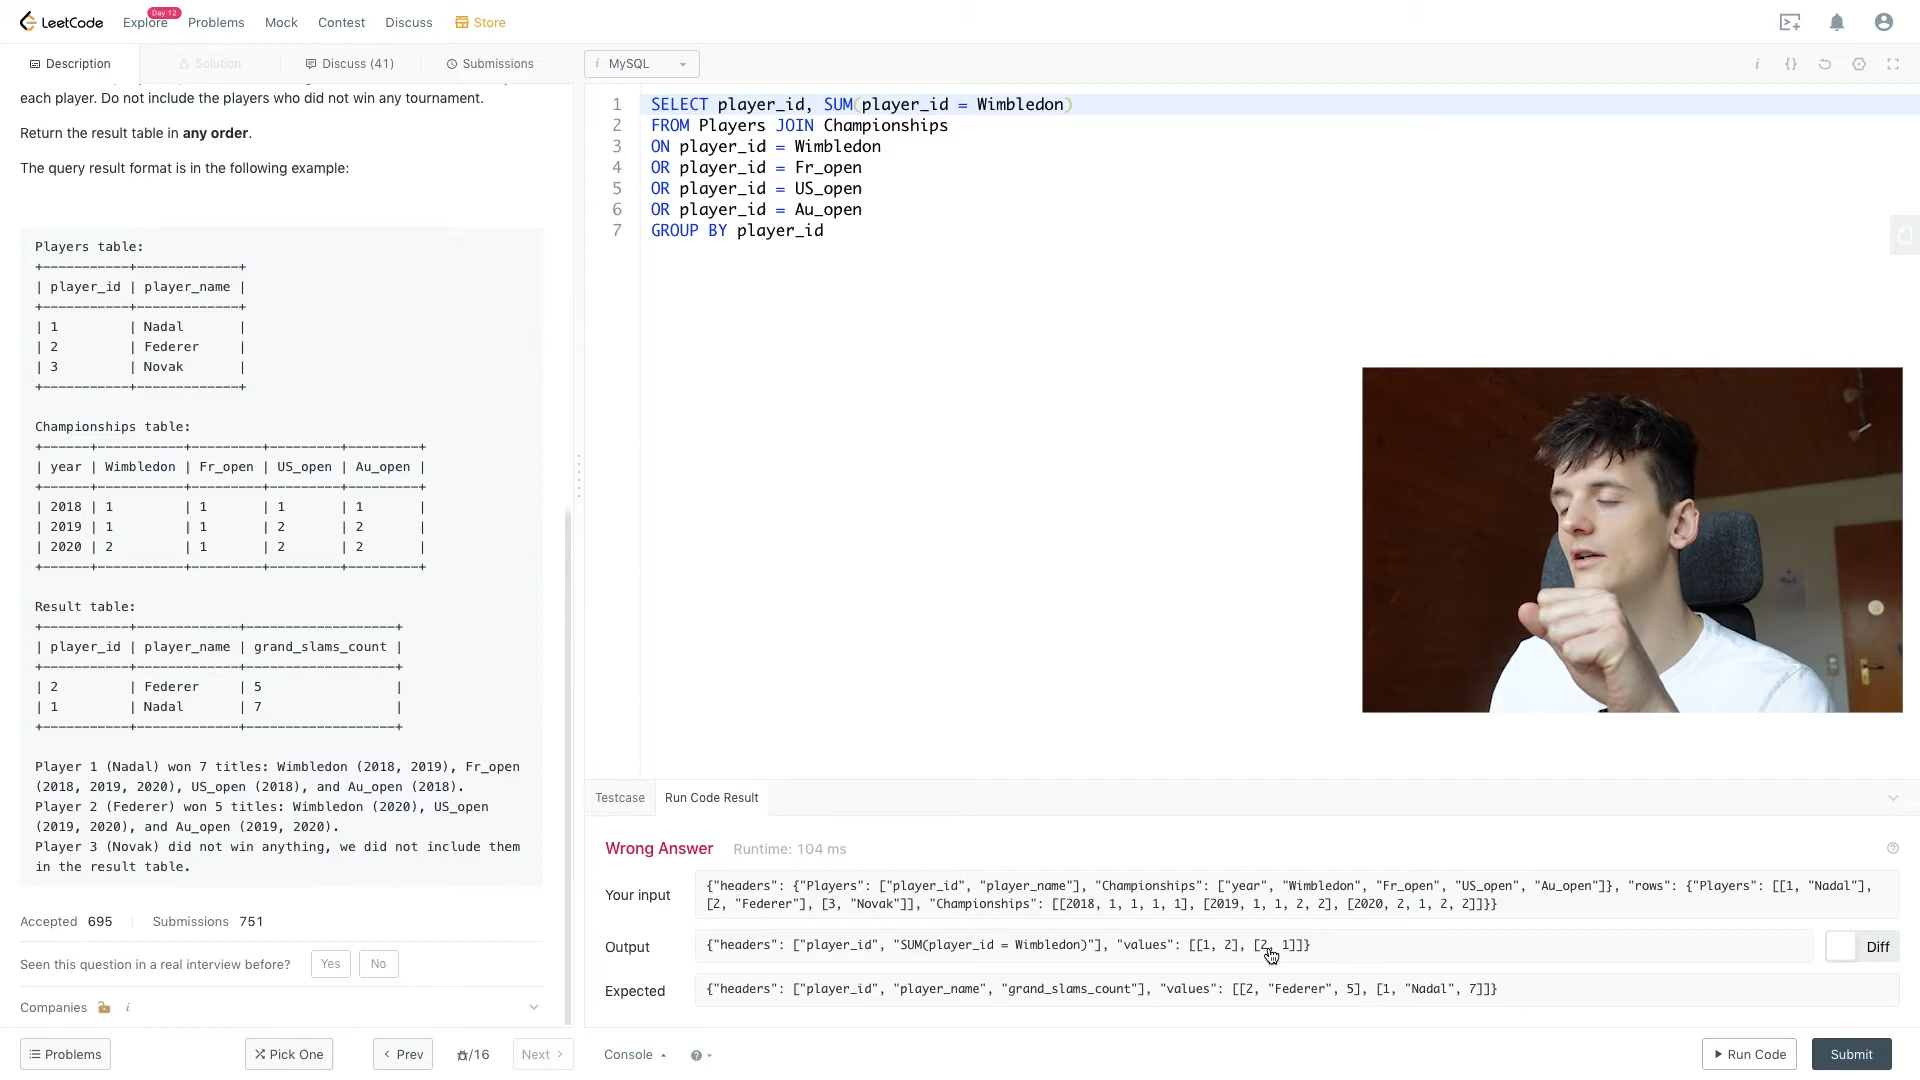 LeetCode
Explore
Day 12
Problems
Mock
Contest
Discuss
Store
Description
Solution
Discuss (41)
Submissions
i MySQL
each player. Do not include the players who did not win any tournament.
Return the result table in any order.
The query result format is in the following example:
Players table:
+-----------+-------------+
| player_id | player_name |
+-----------+-------------+
| 1         | Nadal       |
| 2         | Federer     |
| 3         | Novak       |
+-----------+-------------+
Championships table:
+------+-----------+---------+---------+---------+
| year | Wimbledon | Fr_open | US_open | Au_open |
+------+-----------+---------+---------+---------+
| 2018 | 1         | 1       | 1       | 1       |
| 2019 | 1         | 1       | 2       | 2       |
| 2020 | 2         | 1       | 2       | 2       |
+------+-----------+---------+---------+---------+
Result table:
+-----------+-------------+-------------------+
| player_id | player_name | grand_slams_count |
+-----------+-------------+-------------------+
| 2         | Federer     | 5                 |
| 1         | Nadal       | 7                 |
+-----------+-------------+-------------------+
Player 1 (Nadal) won 7 titles: Wimbledon (2018, 2019), Fr_open
(2018, 2019, 2020), US_open (2018), and Au_open (2018).
Player 2 (Federer) won 5 titles: Wimbledon (2020), US_open
(2019, 2020), and Au_open (2019, 2020).
Player 3 (Novak) did not win anything, we did not include them
in the result table.
Accepted 695
Submissions 751
Seen this question in a real interview before?
Yes
No
Companies i
Problems
Pick One
Prev
/16
Next
1 SELECT player_id, SUM(player_id = Wimbledon)
2 FROM Players JOIN Championships
3 ON player_id = Wimbledon
4 OR player_id = Fr_open
5 OR player_id = US_open
6 OR player_id = Au_open
7 GROUP BY player_id
i {}
Testcase
Run Code Result
Wrong Answer
Runtime: 104 ms
Your input
{"headers": {"Players": ["player_id", "player_name"], "Championships": ["year", "Wimbledon", "Fr_open", "US_open", "Au_open"]}, "rows": {"Players": [[1, "Nadal"],
[2, "Federer"], [3, "Novak"]], "Championships": [[2018, 1, 1, 1, 1], [2019, 1, 1, 2, 2], [2020, 2, 1, 2, 2]]}}
Output
{"headers": ["player_id", "SUM(player_id = Wimbledon)"], "values": [[1, 2], [2, 1]]}
Diff
Expected
{"headers": ["player_id", "player_name", "grand_slams_count"], "values": [[2, "Federer", 5], [1, "Nadal", 7]]}
Console
Run Code
Submit